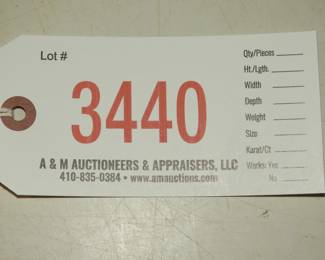 Lot #
3440
A & M AUCTIONEERS & APPRAISERS, LLC
410-835-0384 • www.amauctions.com
Qty/Pieces
Ht./Lgth.
Width
Depth
Weight
Size
Karat/Ct
Works: Yes
No